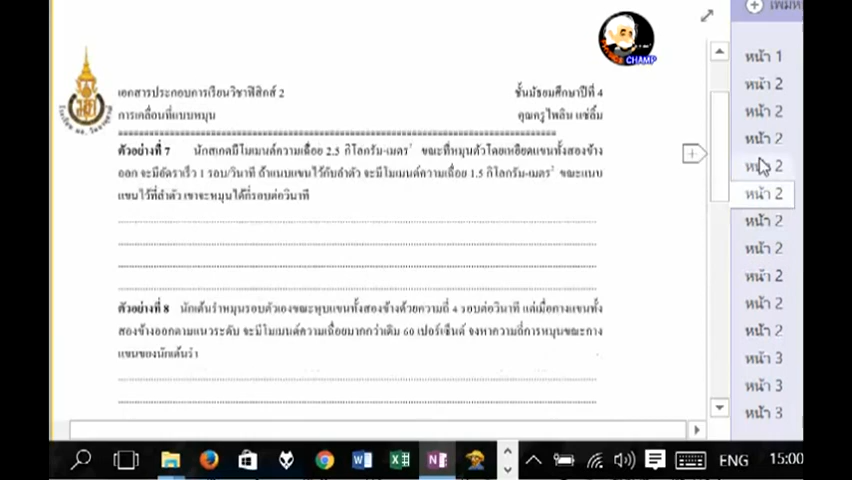 เพิ่มห
CHAMP
เอกสารประกอบการเรียนวิชาฟิสิกส์ 2 ชั้นมัธยมศึกษาปีที่ 4
การเคลื่อนที่แบบหมุน คุณครูไพลิน แซ่ลิ้ม
ตัวอย่างที่ 7 นักสเกตมีโมเมนต์ความเฉื่อย 2.5 กิโลกรัม-เมตร² ขณะที่หมุนตัวโดยเหยียดแขนทั้งสองข้าง
ออก จะมีอัตราเร็ว 1 รอบ/วินาที ถ้าแนบแขนไว้กับลำตัว จะมีโมเมนต์ความเฉื่อย 1.5 กิโลกรัม-เมตร² ขณะแนบ
แขนไว้ที่ลำตัว เขาจะหมุนได้กี่รอบต่อวินาที
ตัวอย่างที่ 8 นักเต้นรำหมุนรอบตัวเองขณะหุบแขนทั้งสองข้างด้วยความถี่ 4 รอบต่อวินาที แต่เมื่อกางแขนทั้ง
สองข้างออกตามแนวระดับ จะมีโมเมนต์ความเฉื่อยมากกว่าเดิม 60 เปอร์เซ็นต์ จงหาความถี่การหมุนขณะกาง
แขนของนักเต้นรำ
หน้า 1
หน้า 2
หน้า 2
หน้า 2
หน้า 2
หน้า 2
หน้า 2
หน้า 2
หน้า 2
หน้า 2
หน้า 2
หน้า 3
หน้า 3
หน้า 3
ENG 15:00